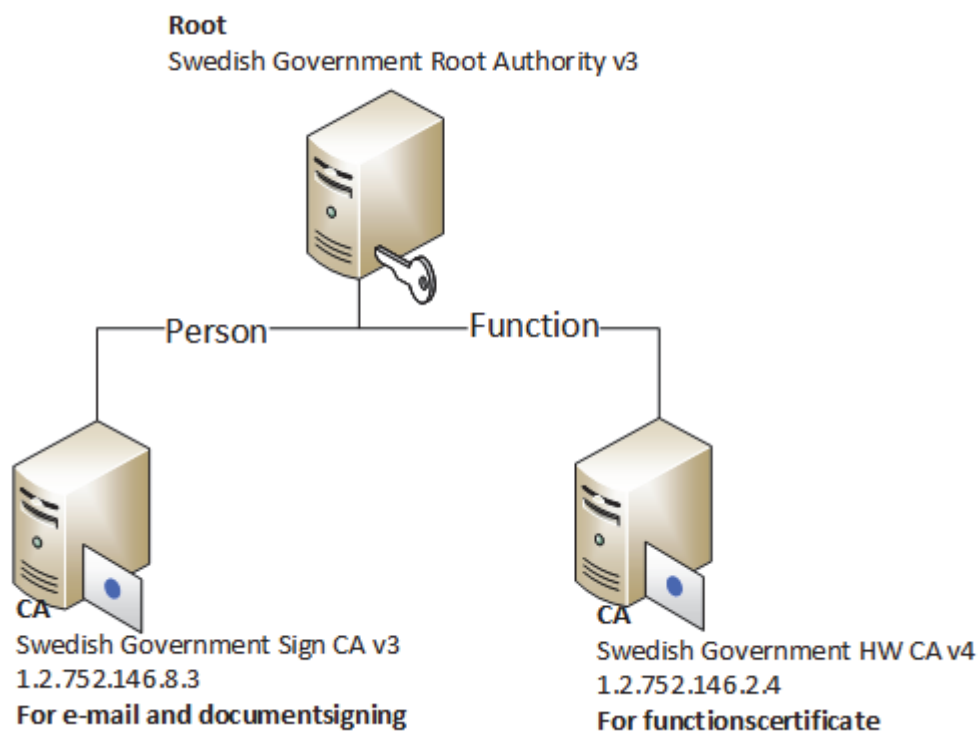 Root
Swedish Government Root Authority v3
Person
Function
CA
Swedish Government Sign CA v3
1.2.752.146.8.3
For e-mail and documentsigning
CA
Swedish Government HW CA v4
1.2.752.146.2.4
For functionscertificate